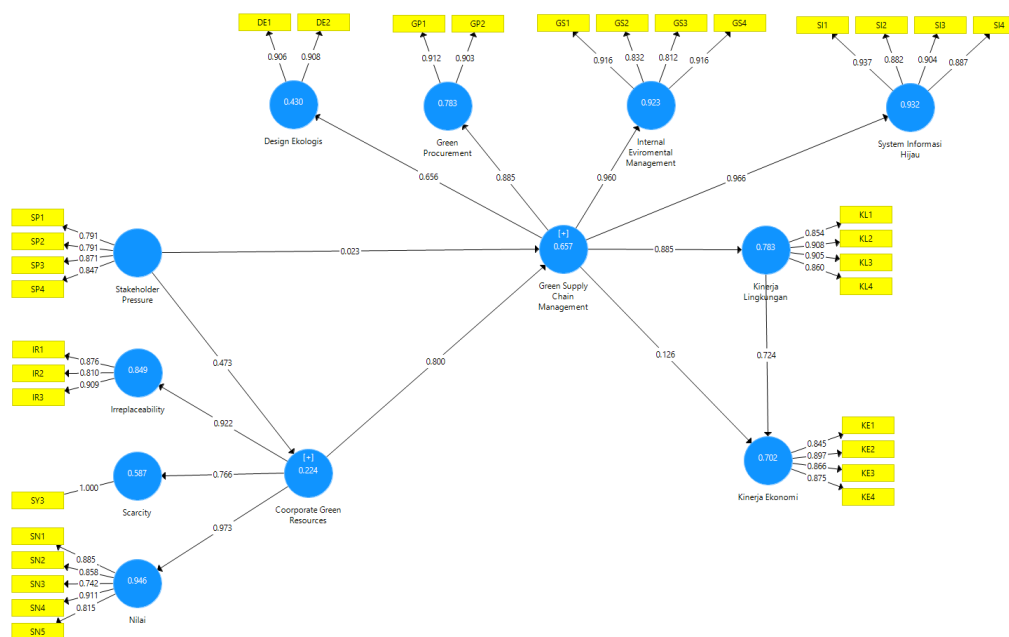 DE1
DE2
GP1
GP2
GS1
GS2
GS3
GS4
SI1
SI2
SI3
SI4
0.906
0.908
0.912
0.903
0.916
0.832
0.812
0.916
0.937
0.882
0.904
0.887
0.430
0.783
0.923
0.932
Design Ekologis
Green
Procurement
Internal
Eviromental
Management
System Informasi
Hijau
0.656
0.885
0.960
0.966
SP1
SP2
SP3
SP4
0.791
0.791
0.871
0.847
Stakeholder
Pressure
0.023
[+]
0.657
Green Supply
Chain
Management
0.885
0.783
Kinerja
Lingkungan
0.854
0.908
0.905
0.860
KL1
KL2
KL3
KL4
0.473
0.800
0.126
0.724
IR1
IR2
IR3
0.876
0.810
0.909
0.849
Irreplaceability
0.922
SY3
1.000
0.587
Scarcity
0.766
[+]
0.224
Coorporate Green
Resources
0.973
0.702
Kinerja Ekonomi
0.845
0.897
0.866
0.875
KE1
KE2
KE3
KE4
SN1
SN2
SN3
SN4
SN5
0.885
0.858
0.742
0.911
0.815
0.946
Nilai